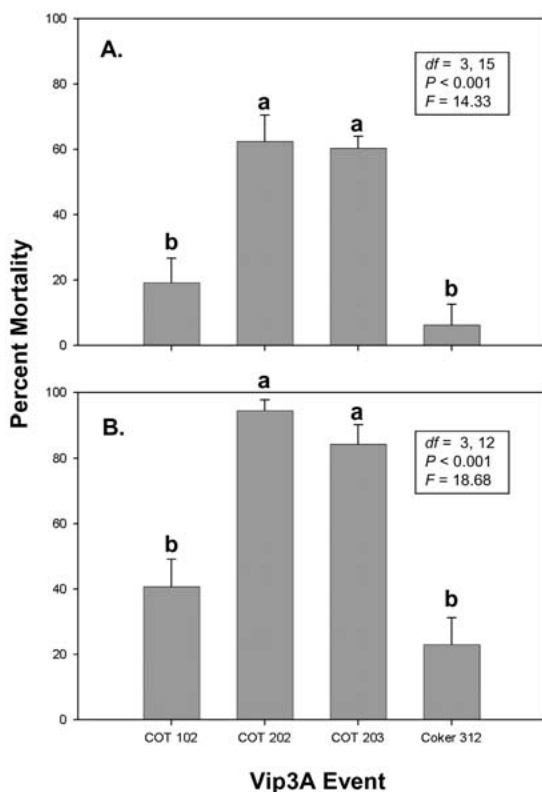 100
A.
df = 3, 15
P < 0.001
F = 14.33
80
a
a
60
40
b
20
b
0
Percent Mortality
100
a
B.
a
df = 3, 12
P < 0.001
F = 18.68
80
60
b
40
b
20
0
COT 102 COT 202 COT 203 Coker 312
Vip3A Event